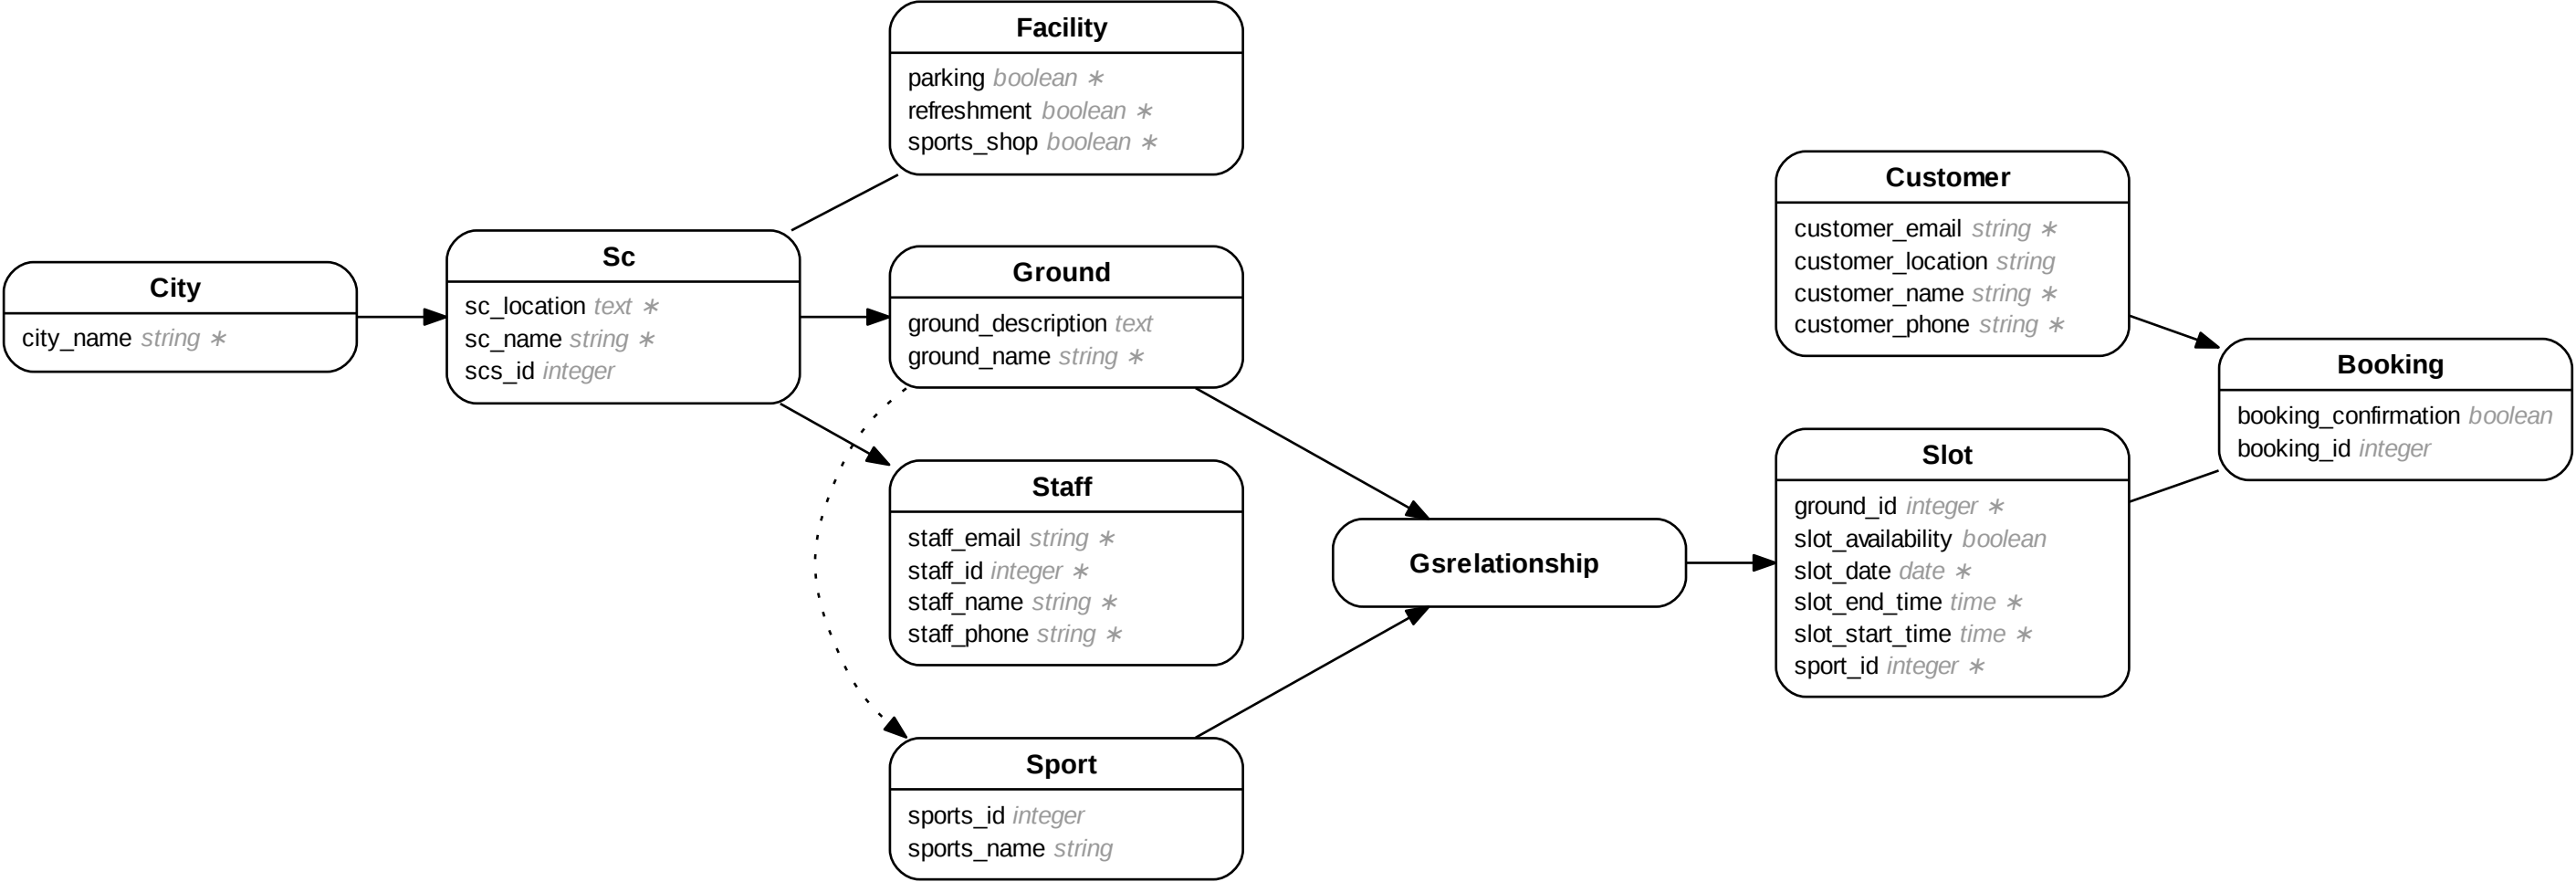 Facility
parking boolean ∗
refreshment boolean ∗
sports_shop boolean ∗
City
city_name string ∗
Sc
sc_location text ∗
sc_name string ∗
scs_id integer
Ground
ground_description text
ground_name string ∗
Staff
staff_email string ∗
staff_id integer ∗
staff_name string ∗
staff_phone string ∗
Sport
sports_id integer
sports_name string
Gsrelationship
Customer
customer_email string ∗
customer_location string
customer_name string ∗
customer_phone string ∗
Slot
ground_id integer ∗
slot_availability boolean
slot_date date ∗
slot_end_time time ∗
slot_start_time time ∗
sport_id integer ∗
Booking
booking_confirmation boolean
booking_id integer